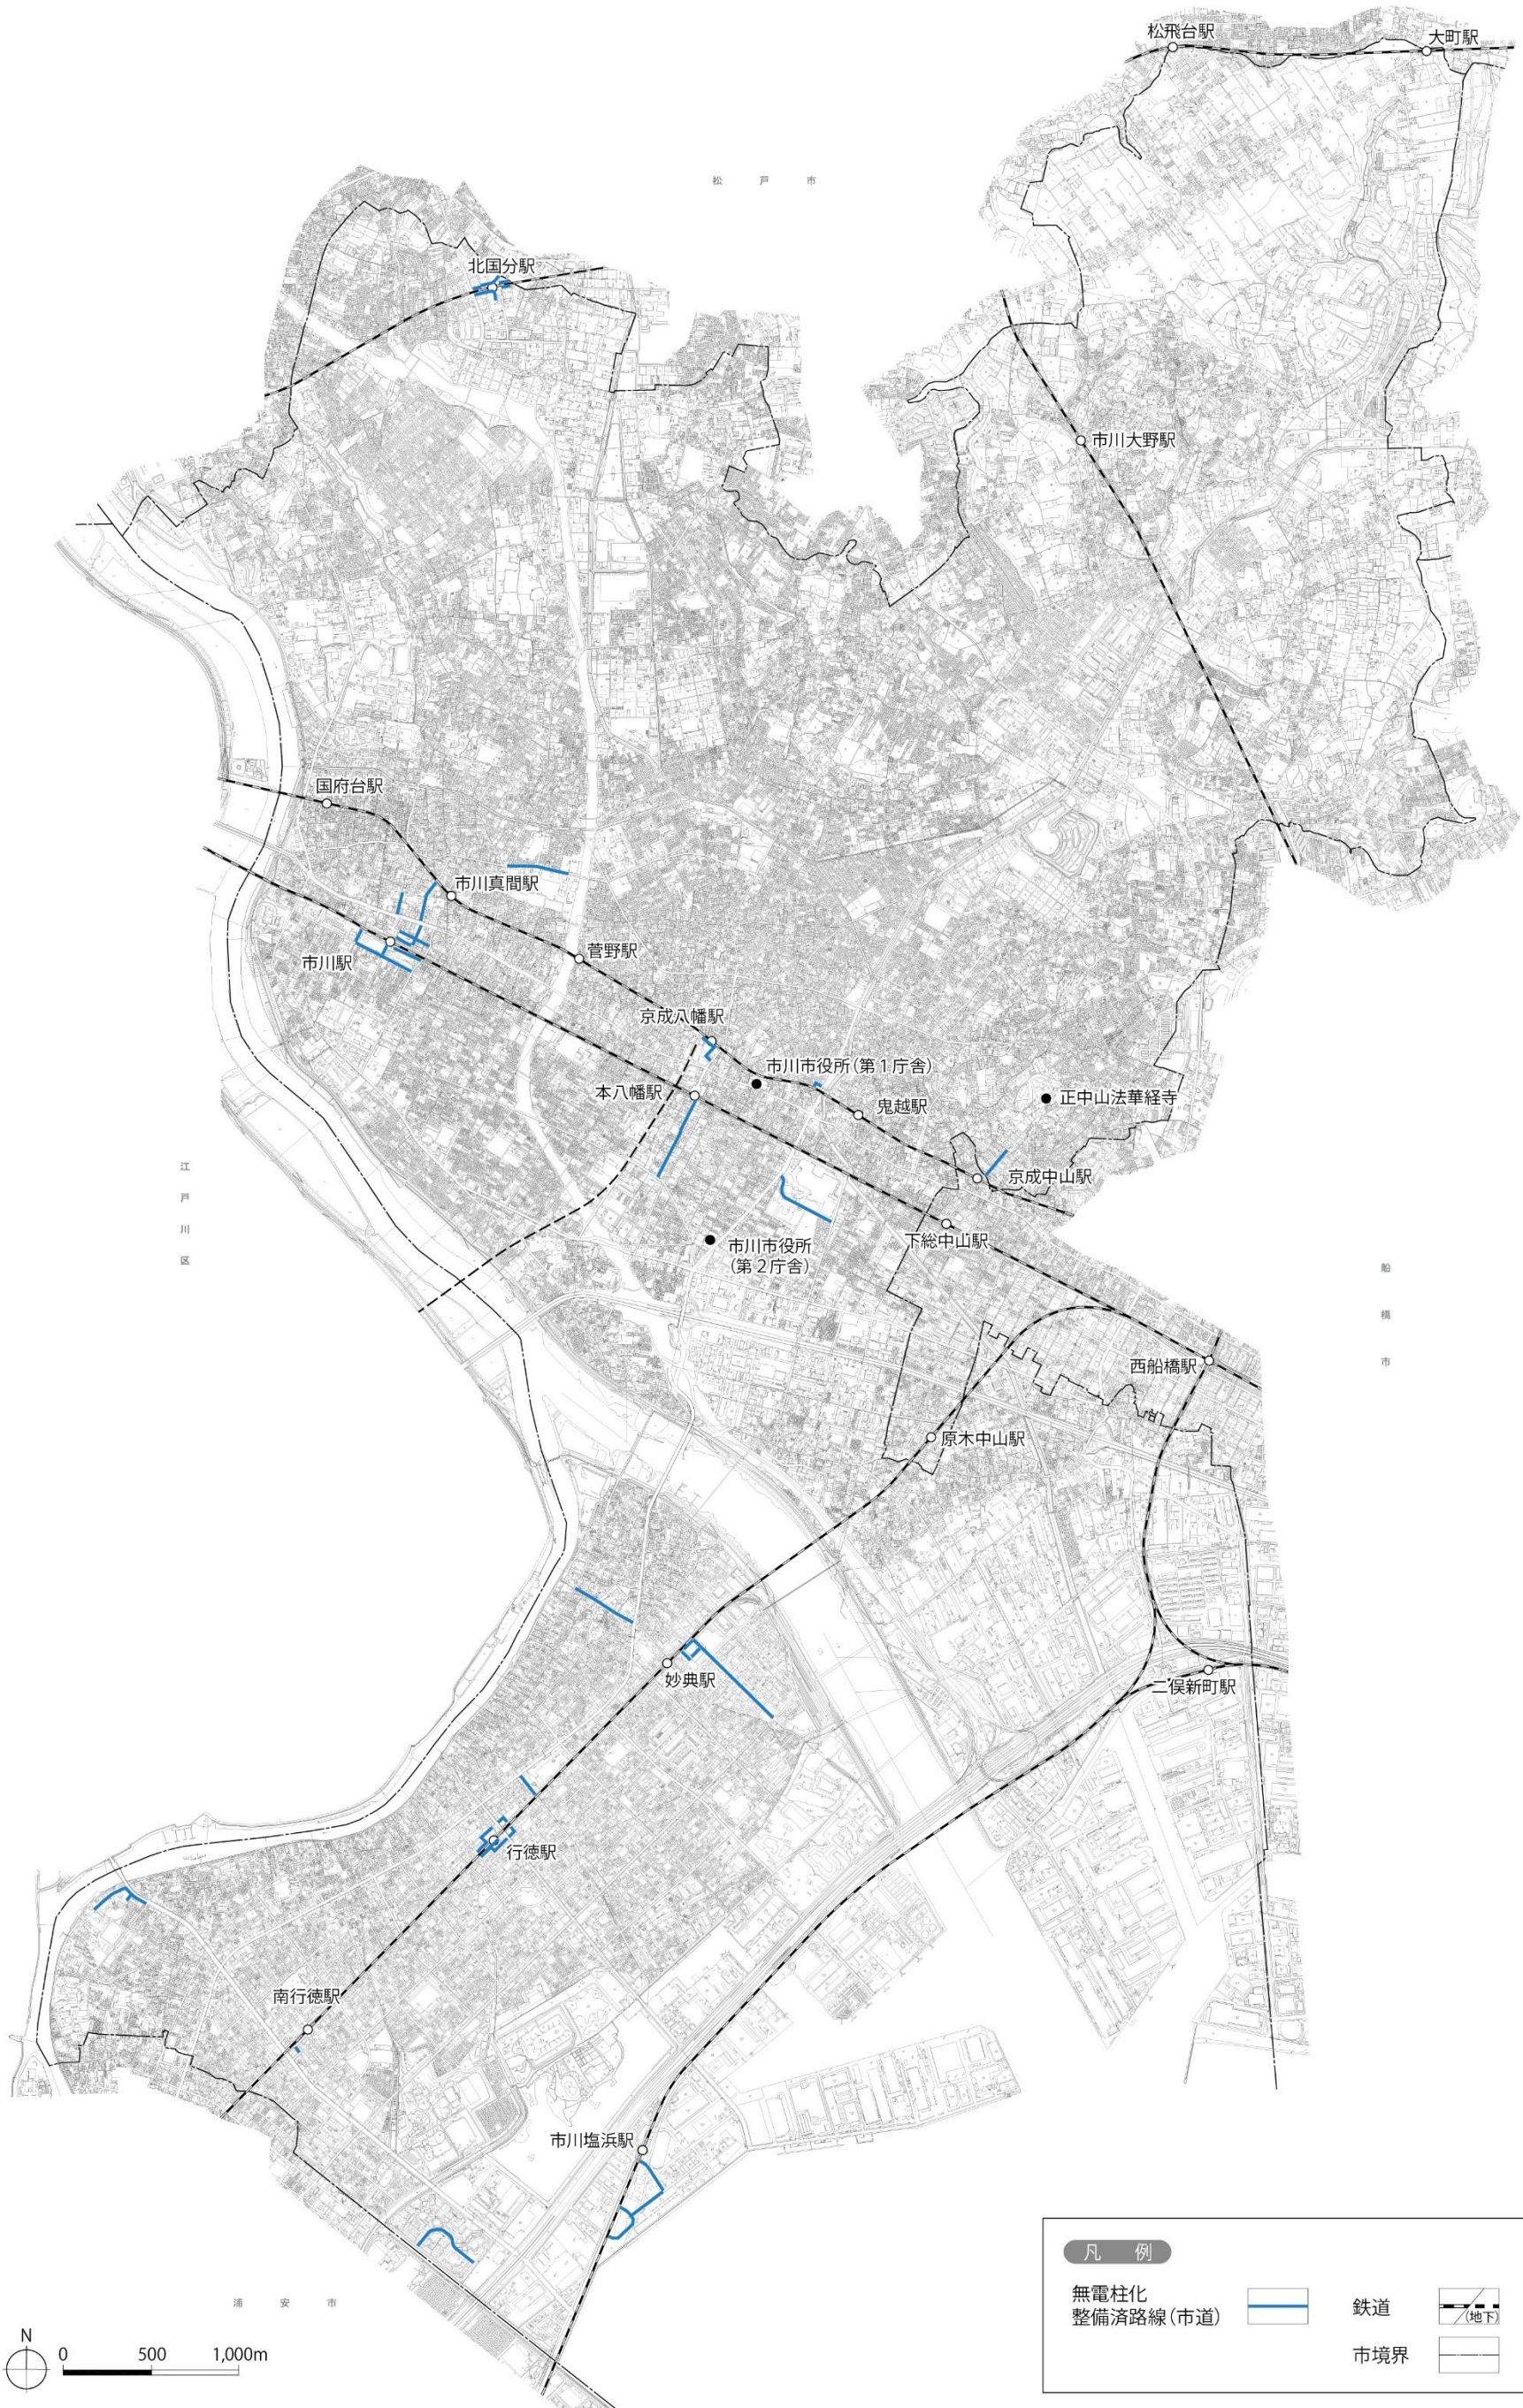 松飛台駅
大町駅
松戸市
北国分駅
市川大野駅
国府台駅
市川真間駅
市川駅
菅野駅
京成八幡駅
市川市役所(第１庁舎)
本八幡駅
鬼越駅
正中山法華経寺
江戸川区
京成中山駅
市川市役所
(第２庁舎)
下総中山駅
船橋市
西船橋駅
原木中山駅
妙典駅
二俣新町駅
行徳駅
南行徳駅
市川塩浜駅
浦安市
N
0 500 1,000m
凡例
無電柱化
整備済路線(市道)
鉄道
(地下)
市境界